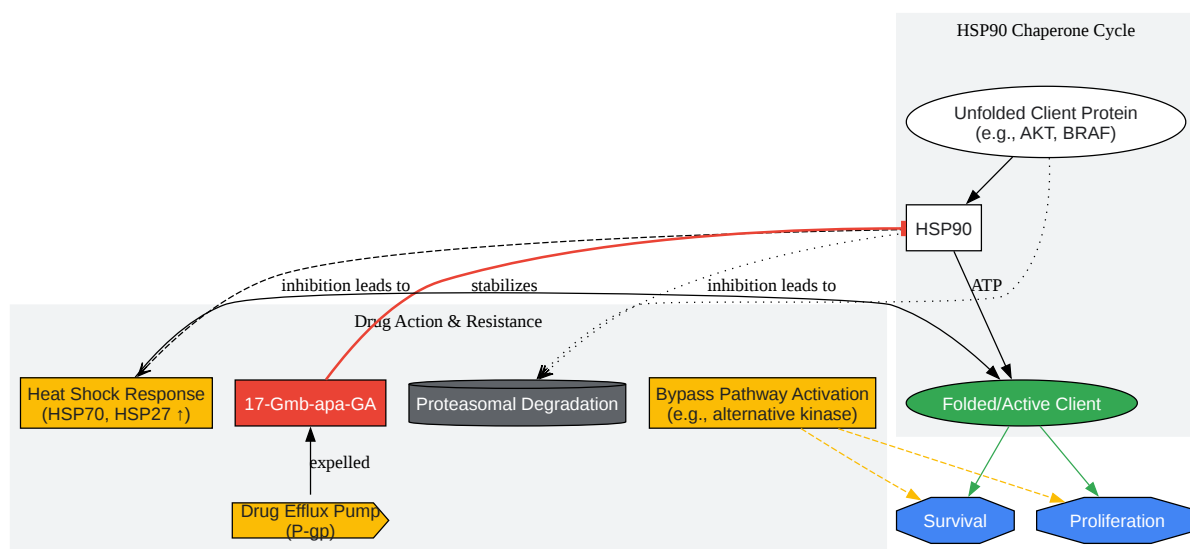 HSP90 Chaperone Cycle
Unfolded Client Protein
(e.g., AKT, BRAF)
HSP90
inhibition leads to
stabilizes
inhibition leads to
ATP
Drug Action & Resistance
Heat Shock Response
(HSP70, HSP27 ↑)
17-Gmb-apa-GA
Proteasomal Degradation
Bypass Pathway Activation
(e.g., alternative kinase)
Folded/Active Client
expelled
Drug Efflux Pump
(P-gp)
Survival
Proliferation